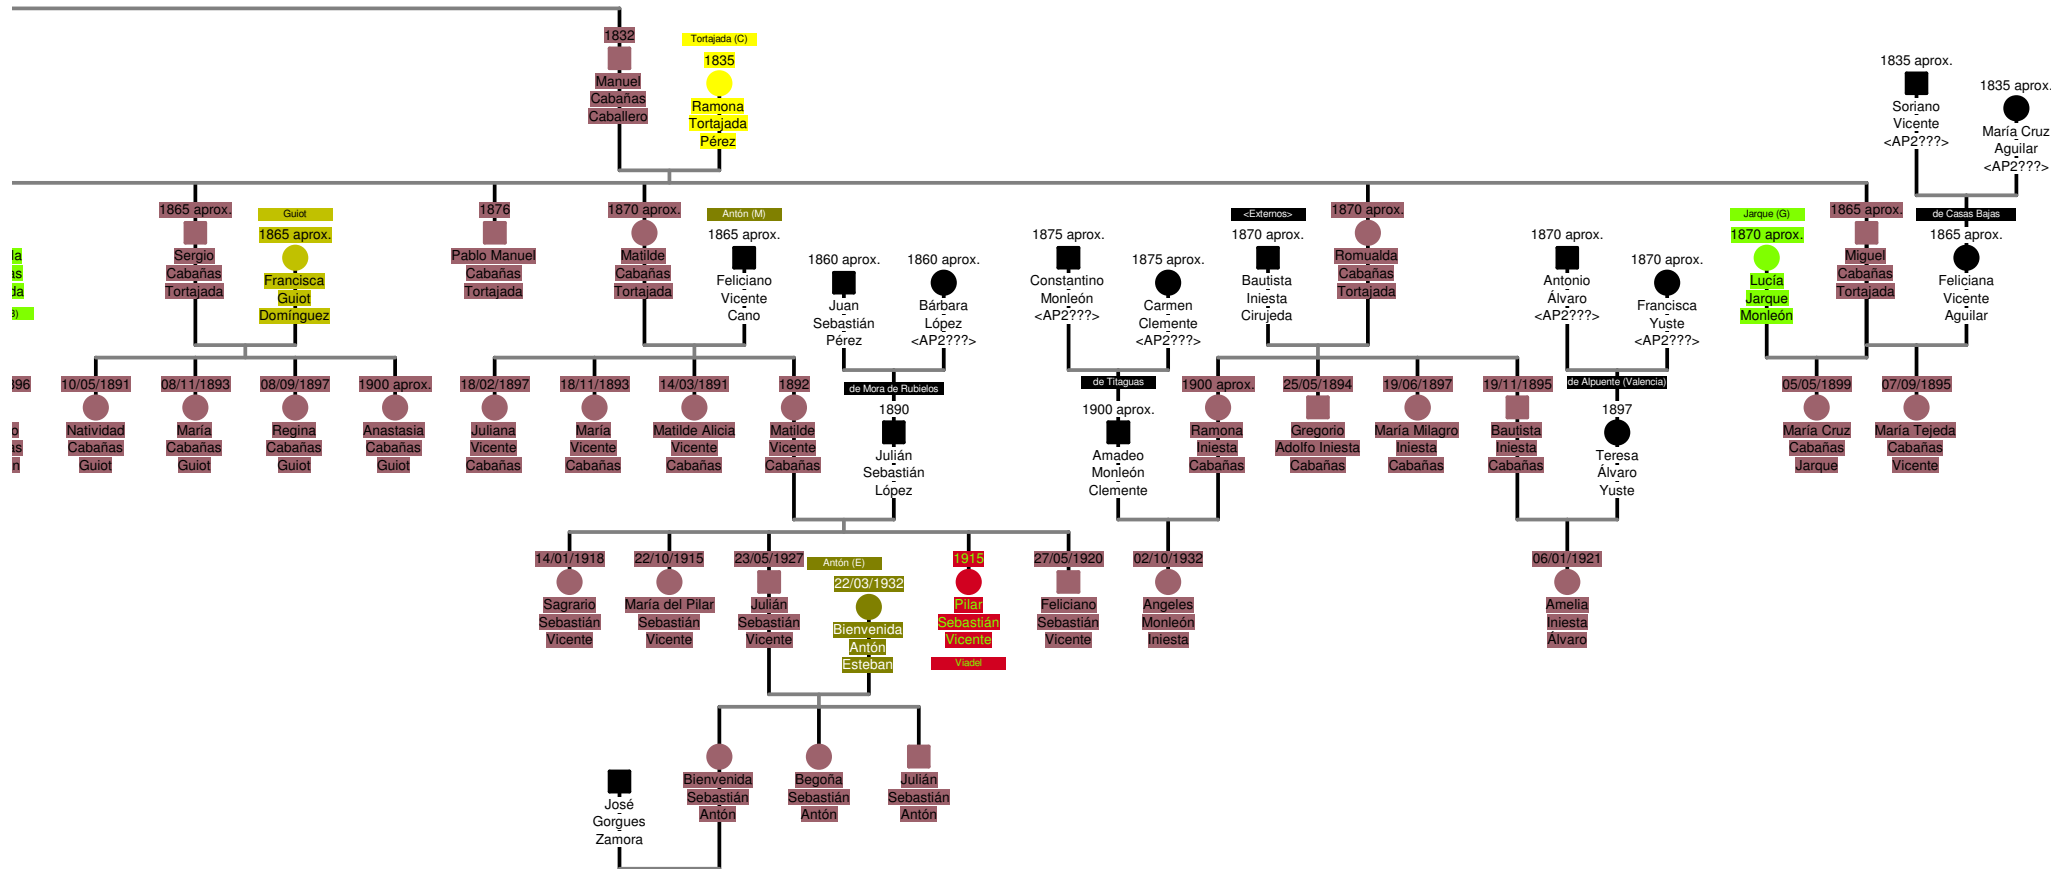 1832
Manuel
Cabañas
Caballero
Tortajada (C)
1835
Ramona
Tortajada
Pérez
1835 aprox.
Soriano
Vicente
<AP2???>
1835 aprox.
María Cruz
Aguilar
<AP2???>
1865 aprox.
Sergio
Cabañas
Tortajada
Guiot
1865 aprox.
Francisca
Guiot
Domínguez
1876
Pablo Manuel
Cabañas
Tortajada
1870 aprox.
Matilde
Cabañas
Tortajada
Antón (M)
1865 aprox.
Feliciano
Vicente
Cano
1860 aprox.
Juan
Sebastián
Pérez
1860 aprox.
Bárbara
López
<AP2???>
1875 aprox.
Constantino
Monleón
<AP2???>
1875 aprox.
Carmen
Clemente
<AP2???>
<Externos>
1870 aprox.
Bautista
Iniesta
Cirujeda
1870 aprox.
Romualda
Cabañas
Tortajada
1870 aprox.
Antonio
Álvaro
<AP2???>
1870 aprox.
Francisca
Yuste
<AP2???>
Jarque (G)
1870 aprox.
Lucía
Jarque
Monleón
1865 aprox.
Miguel
Cabañas
Tortajada
de Casas Bajas
1865 aprox.
Feliciana
Vicente
Aguilar
10/05/1891
Natividad
Cabañas
Guiot
08/11/1893
María
Cabañas
Guiot
08/09/1897
Regina
Cabañas
Guiot
1900 aprox.
Anastasia
Cabañas
Guiot
18/02/1897
Juliana
Vicente
Cabañas
18/11/1893
María
Vicente
Cabañas
14/03/1891
Matilde Alicia
Vicente
Cabañas
1892
Matilde
Vicente
Cabañas
de Mora de Rubielos
1890
Julián
Sebastián
López
de Titaguas
1900 aprox.
Amadeo
Monleón
Clemente
1900 aprox.
Ramona
Iniesta
Cabañas
25/05/1894
Gregorio
Adolfo Iniesta
Cabañas
19/06/1897
María Milagro
Iniesta
Cabañas
19/11/1895
Bautista
Iniesta
Cabañas
de Alpuente (Valencia)
1897
Teresa
Álvaro
Yuste
05/05/1899
María Cruz
Cabañas
Jarque
07/09/1895
María Tejeda
Cabañas
Vicente
14/01/1918
Sagrario
Sebastián
Vicente
22/10/1915
María del Pilar
Sebastián
Vicente
23/05/1927
Julián
Sebastián
Vicente
Antón (E)
22/03/1932
Bienvenida
Antón
Esteban
1915
Pilar
Sebastián
Vicente
Viadel
27/05/1920
Feliciano
Sebastián
Vicente
02/10/1932
Angeles
Monleón
Iniesta
06/01/1921
Amelia
Iniesta
Álvaro
José
Gorgues
Zamora
Bienvenida
Sebastián
Antón
Begoña
Sebastián
Antón
Julián
Sebastián
Antón